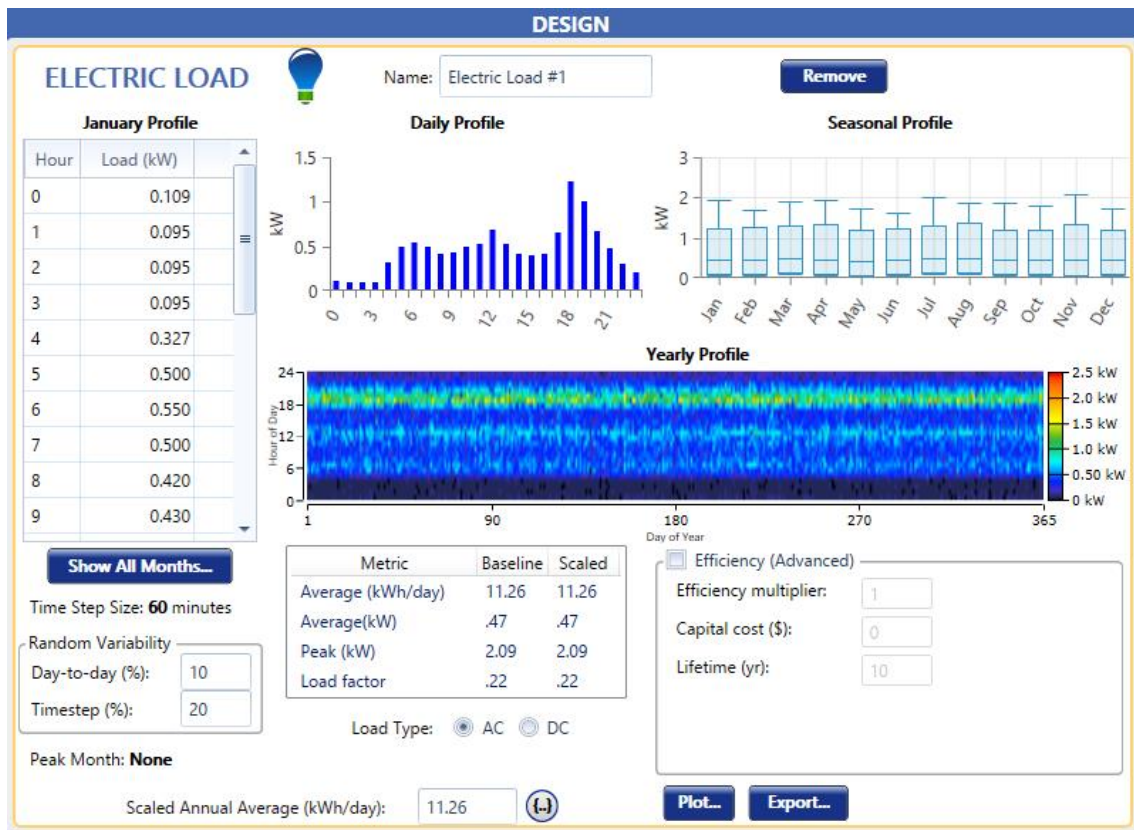 DESIGN
ELECTRIC LOAD
Name: Electric Load #1
Remove
January Profile
Hour Load (kW)
0 0.109
1 0.095
2 0.095
3 0.095
4 0.327
5 0.500
6 0.550
7 0.500
8 0.420
9 0.430
Show All Months...
Time Step Size: 60 minutes
Random Variability
Day-to-day (%): 10
Timestep (%): 20
Peak Month: None
Daily Profile
kW
1.5
1
0.5
0
0 3 6 9 12 15 18 21
Seasonal Profile
kW
3
2
1
0
Jan Feb Mar Apr May Jun Jul Aug Sep Oct Nov Dec
Yearly Profile
Hour of Day
24
18
12
6
0
1 90 180 270 365
Day of Year
2.5 kW
2.0 kW
1.5 kW
1.0 kW
0.50 kW
0 kW
Metric Baseline Scaled
Average (kWh/day) 11.26 11.26
Average(kW) .47 .47
Peak (kW) 2.09 2.09
Load factor .22 .22
Load Type: AC DC
Efficiency (Advanced)
Efficiency multiplier: 1
Capital cost ($): 0
Lifetime (yr): 10
Scaled Annual Average (kWh/day): 11.26 {..}
Plot...
Export...